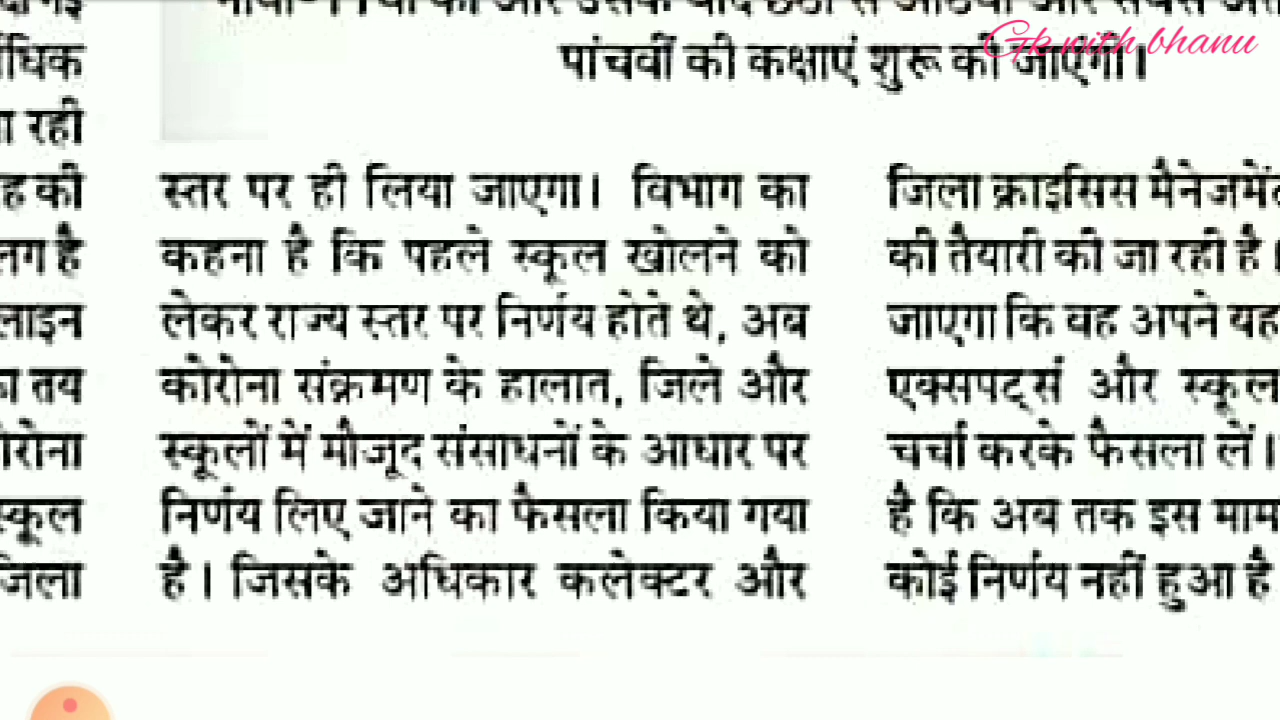 Gk with bhanu
पांचवीं की कक्षाएं शुरू की जाएंगी।
धिक
रही
की
है
लाइन
तय
स्कूल
जिला
स्तर पर ही लिया जाएगा। विभाग का
कहना है कि पहले स्कूल खोलने को
लेकर राज्य स्तर पर निर्णय होते थे, अब
कोरोना संक्रमण के हालात, जिले और
स्कूलों में मौजूद संसाधनों के आधार पर
निर्णय लिए जाने का फैसला किया गया
है। जिसके अधिकार कलेक्टर और
जिला क्राइसिस मैनेजमेंट
की तैयारी की जा रही है।
जाएगा कि वह अपने यह
एक्सपर्ट्स और स्कूल
चर्चा करके फैसला लें।
है कि अब तक इस माम
कोई निर्णय नहीं हुआ है